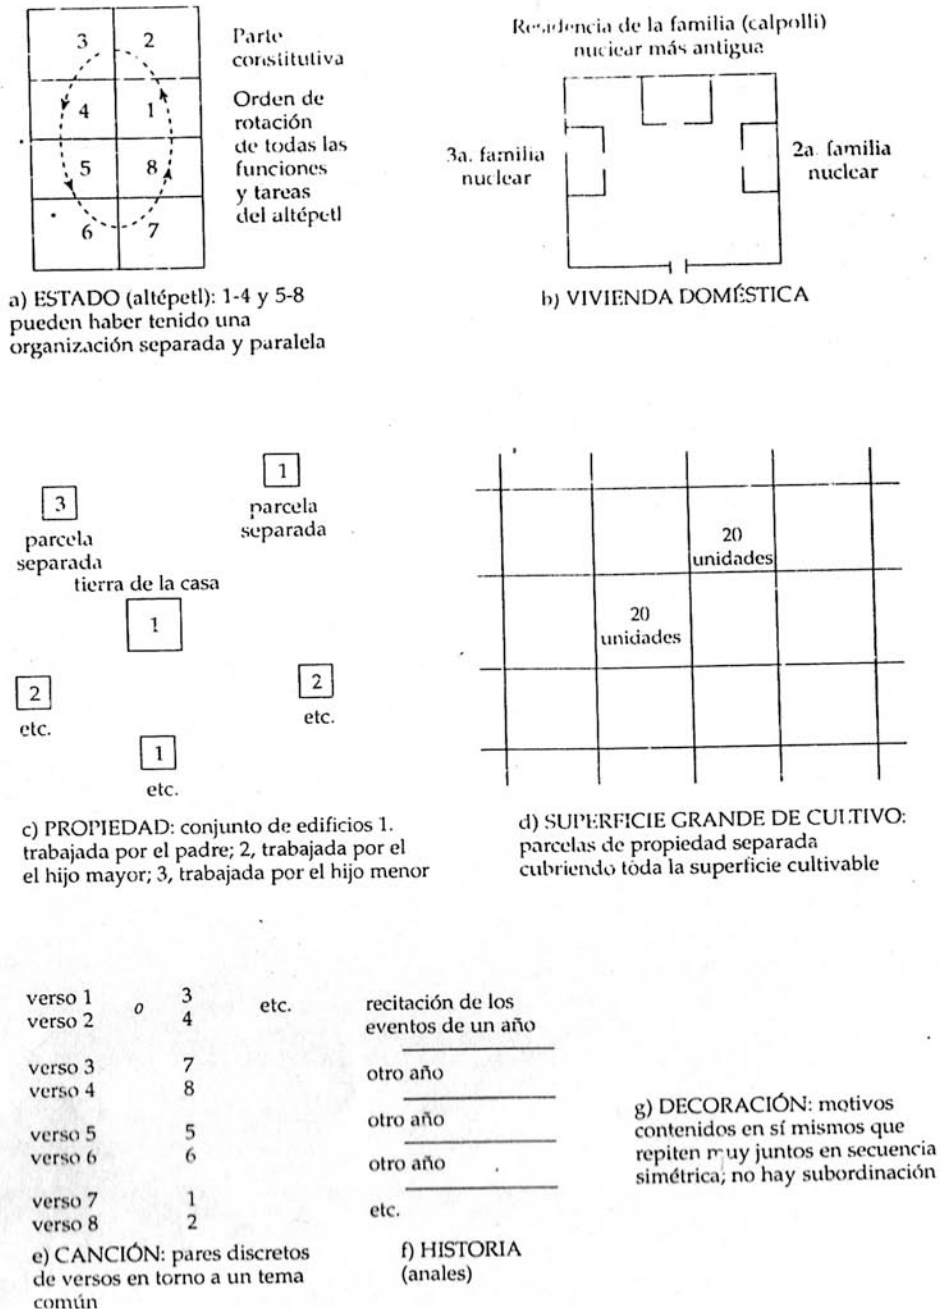 3 2
4 1
5 8
6 7
Parte
constitutiva
Orden de
rotación
de todas las
funciones
y tareas
del altépetl
a) ESTADO (altépetl): 1-4 y 5-8
pueden haber tenido una
organización separada y paralela
Residencia de la familia (calpolli)
nuclear más antigua
3a. familia
nuclear
2a. familia
nuclear
b) VIVIENDA DOMÉSTICA
3
parcela
separada
1
parcela
separada
tierra de la casa
1
2
etc.
2
etc.
1
etc.
c) PROPIEDAD: conjunto de edificios 1.
trabajada por el padre; 2, trabajada por el
el hijo mayor; 3, trabajada por el hijo menor
20
unidades
20
unidades
d) SUPERFICIE GRANDE DE CULTIVO:
parcelas de propiedad separada
cubriendo toda la superficie cultivable
verso 1 o 3 etc.
verso 2 4
verso 3 7
verso 4 8
verso 5 5
verso 6 6
verso 7 1
verso 8 2
e) CANCIÓN: pares discretos
de versos en torno a un tema
común
recitación de los
eventos de un año
otro año
otro año
otro año
etc.
f) HISTORIA
(anales)
g) DECORACIÓN: motivos
contenidos en sí mismos que
repiten muy juntos en secuencia
simétrica; no hay subordinación